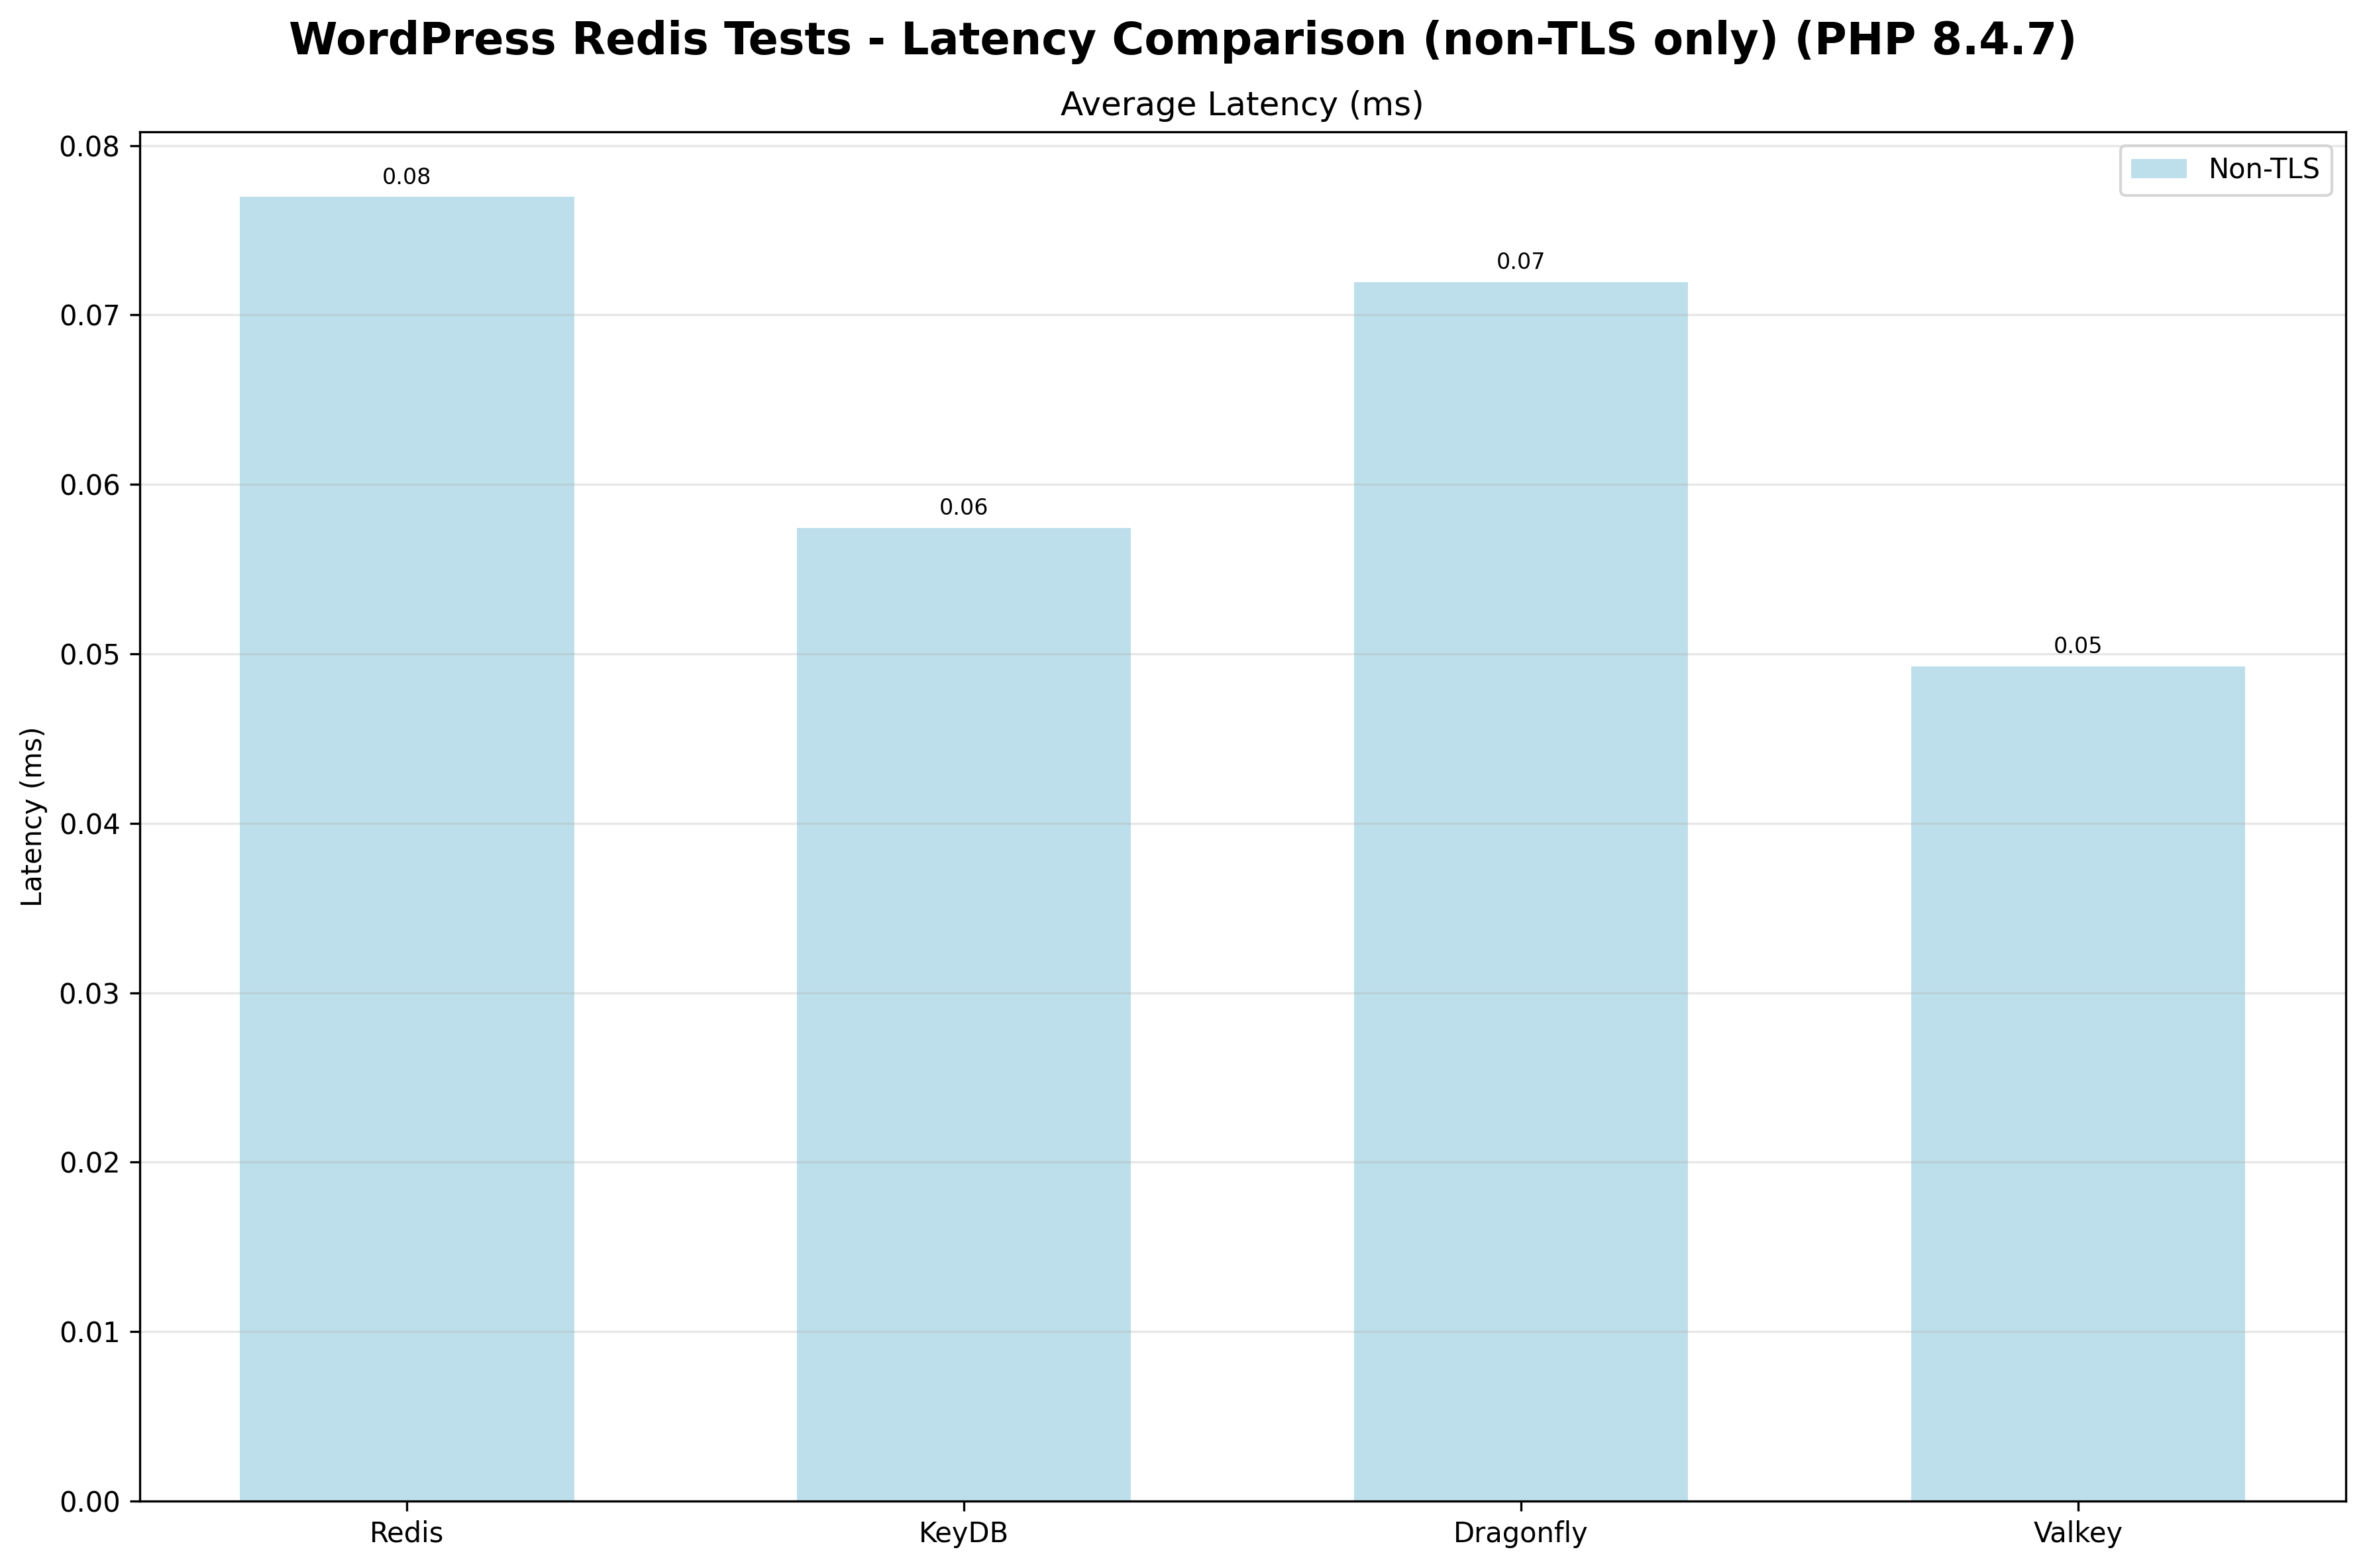 WordPress Redis Tests - Latency Comparison (non-TLS only) (PHP 8.4.7)
Average Latency (ms)
Non-TLS
Latency (ms)
0.08
0.07
0.06
0.05
0.04
0.03
0.02
0.01
0.00
0.08
0.06
0.07
0.05
Redis
KeyDB
Dragonfly
Valkey